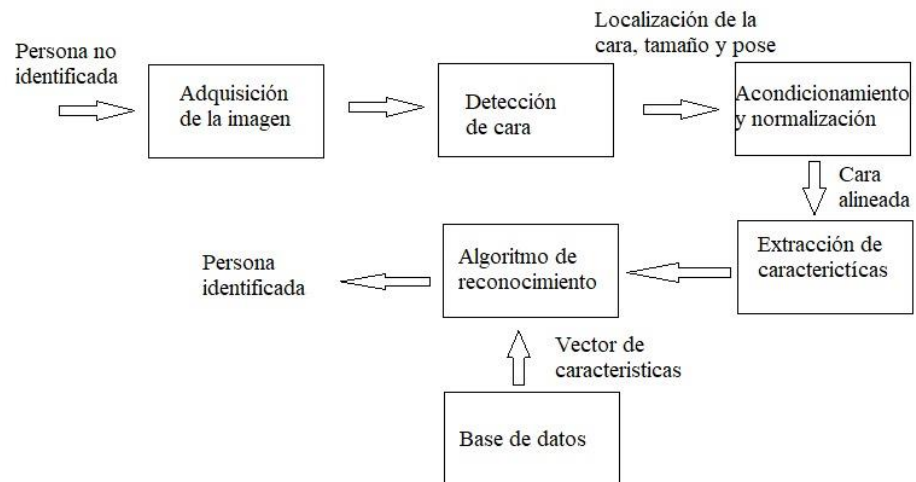 Persona no
identificada
Adquisición
de la imagen
Detección
de cara
Localización de la
cara, tamaño y pose
Acondicionamiento
y normalización
Cara
alineada
Extracción de
caracterictícas
Algoritmo de
reconocimiento
Persona
identificada
Vector de
caracteristicas
Base de datos